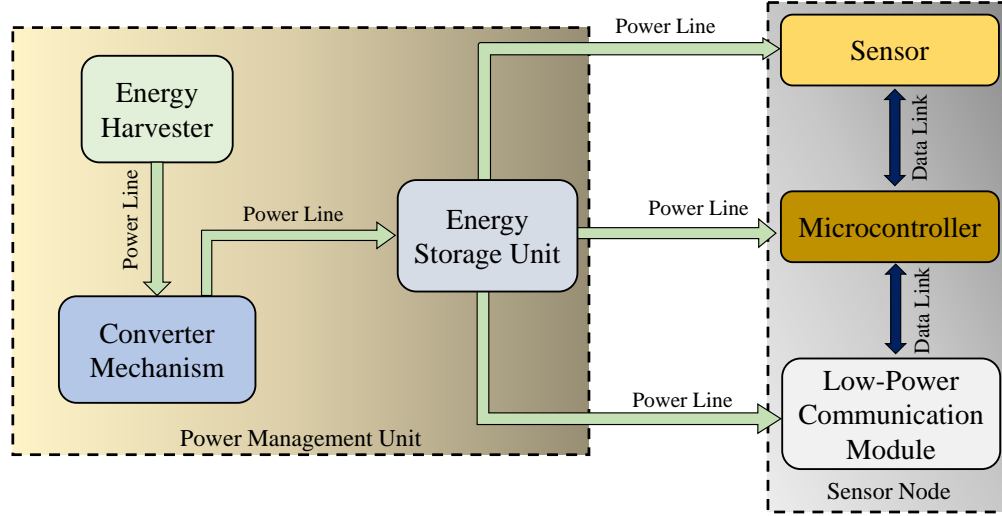 Power Line
Sensor
Energy
Harvester
Data Link
Power Line
Power Line
Energy
Storage Unit
Power Line
Microcontroller
Converter
Mechanism
Data Link
Power Line
Low-Power
Communication
Module
Power Management Unit
Sensor Node